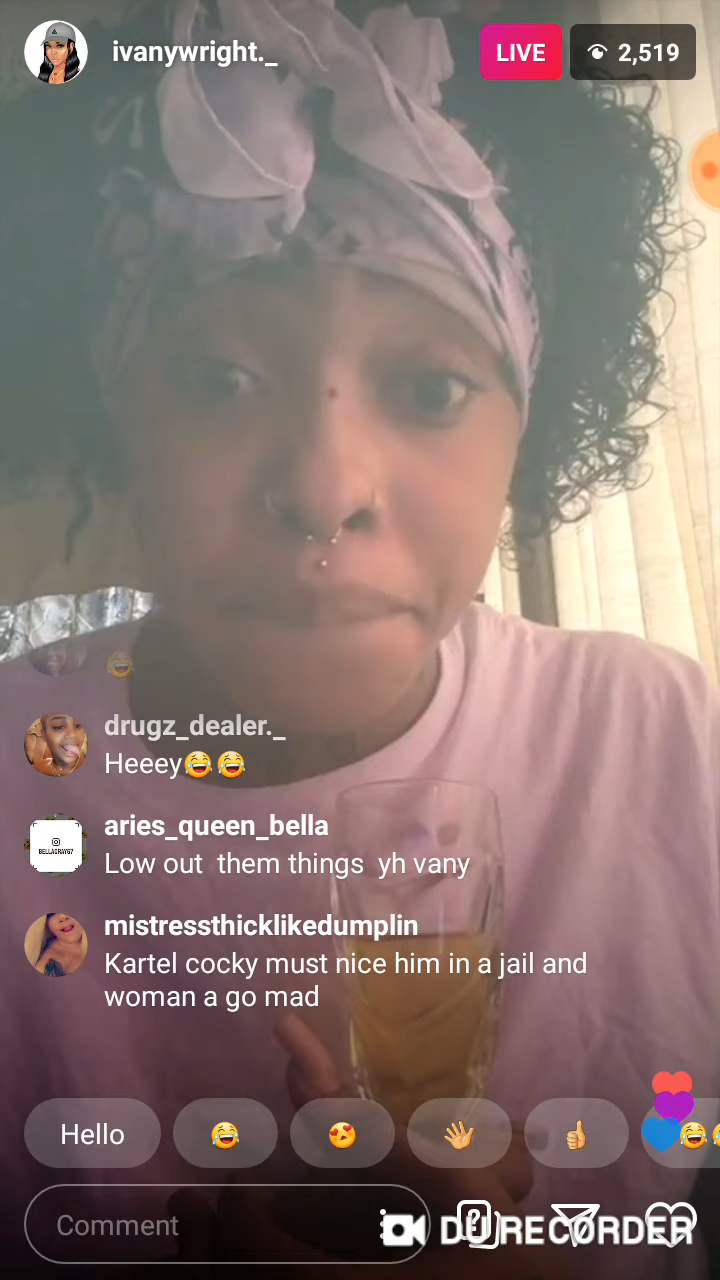 ivanywright._
LIVE
2,519
😂
drugz_dealer._
Heeey😂😂
aries_queen_bella
BELLAGRAY67
Low out them things yh vany
mistressthicklikedumplin
Kartel cocky must nice him in a jail and
woman a go mad
Hello
Comment
DU RECORDER